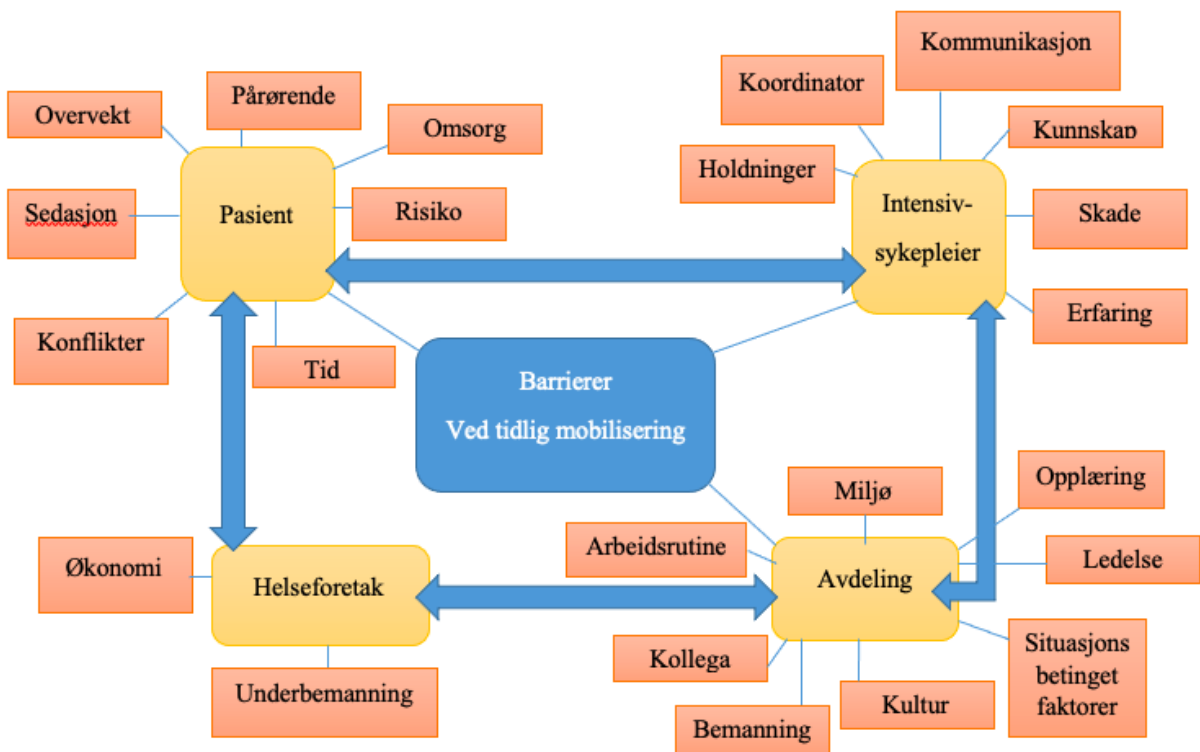 Kommunikasjon
Koordinator
Pårørende
Overvekt
Omsorg
Kunnskap
Holdninger
Sedasjon
Pasient
Risiko
Intensiv-
sykepleier
Skade
Konflikter
Tid
Erfaring
Barrierer
Ved tidlig mobilisering
Miljø
Opplæring
Arbeidsrutine
Ledelse
Økonomi
Helseforetak
Avdeling
Kollega
Situasjons
betinget
faktorer
Underbemanning
Kultur
Bemanning